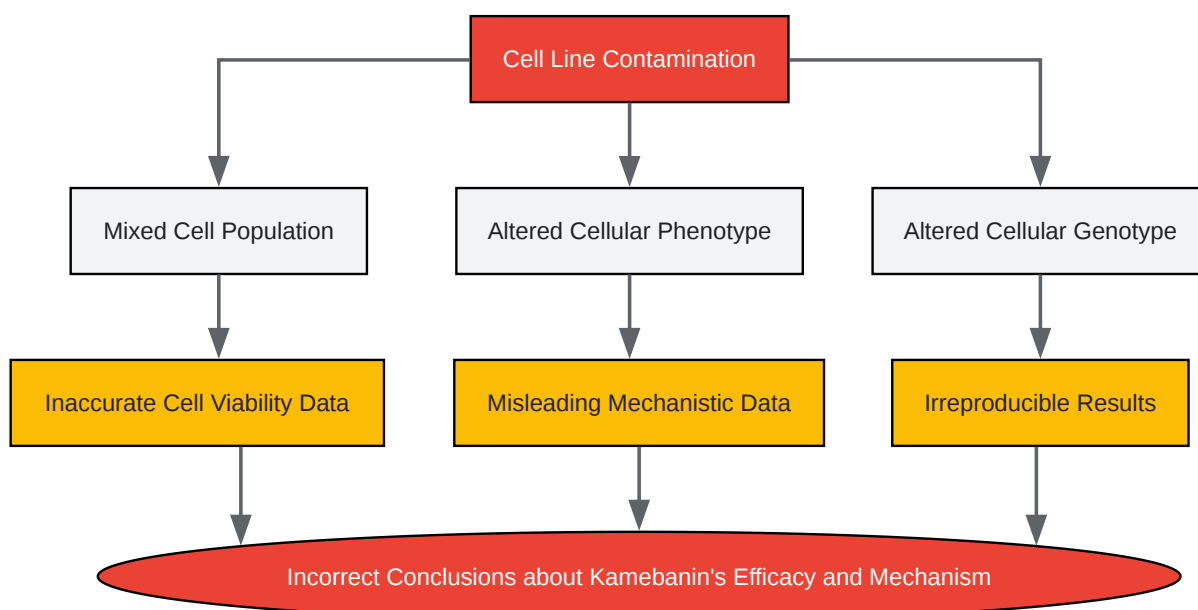 Cell Line Contamination
Mixed Cell Population
Altered Cellular Phenotype
Altered Cellular Genotype
Inaccurate Cell Viability Data
Misleading Mechanistic Data
Irreproducible Results
Incorrect Conclusions about Kamebanin's Efficacy and Mechanism